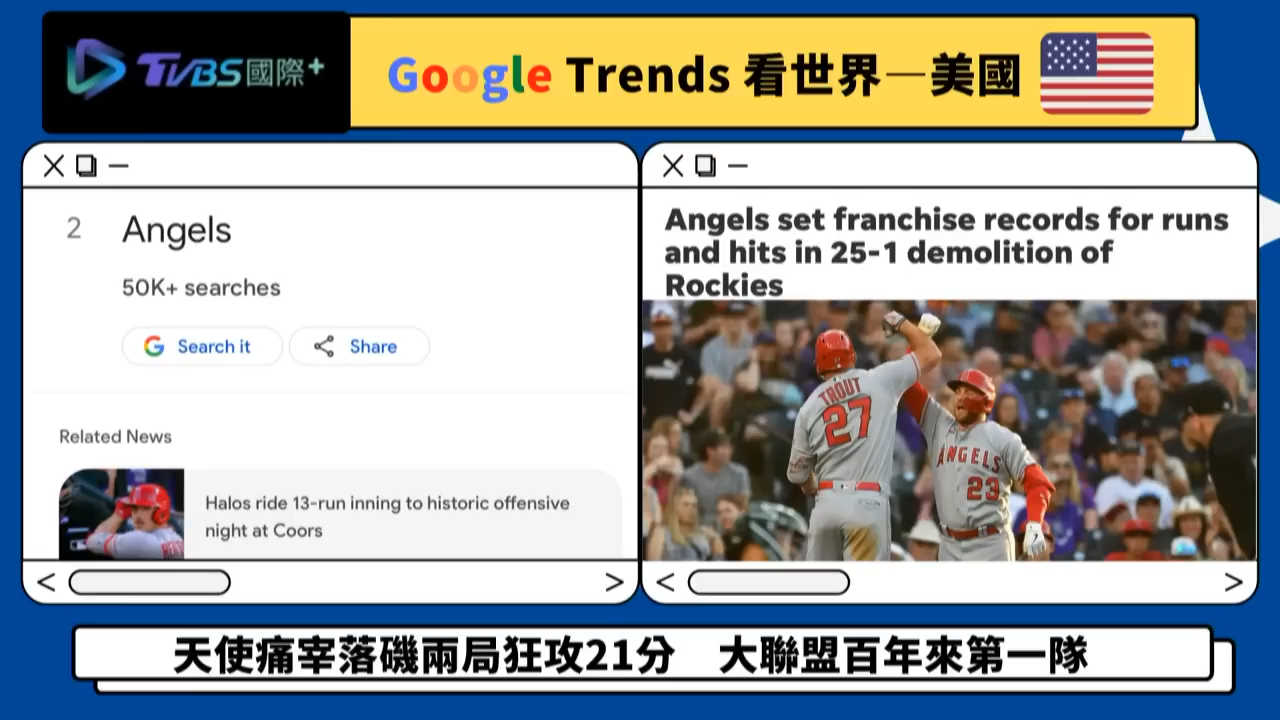 TVBS國際+
Google Trends 看世界—美國
2
Angels
50K+ searches
Search it
Share
Related News
Halos ride 13-run inning to historic offensive
night at Coors
Angels set franchise records for runs
and hits in 25-1 demolition of
Rockies
TROUT
27
ANGELS
23
天使痛宰落磯兩局狂攻21分 大聯盟百年來第一隊